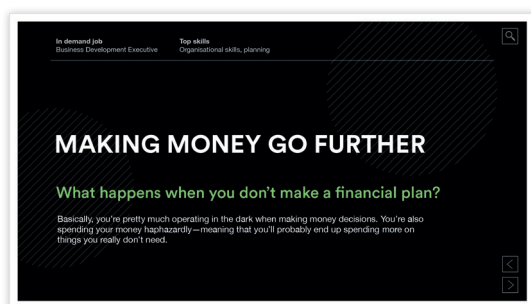 In demand job
Business Development Executive
Top skills
Organisational skills, planning
MAKING MONEY GO FURTHER
What happens when you don't make a financial plan?
Basically, you're pretty much operating in the dark when making money decisions. You're also
spending your money haphazardly—meaning that you'll probably end up spending more on
things you really don't need.